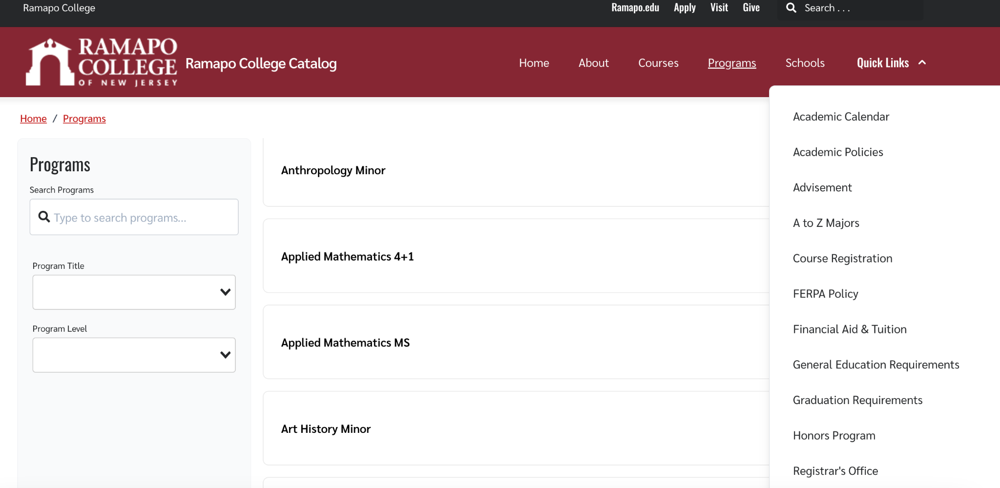 Ramapo College
Ramapo.edu Apply Visit Give Search . . .
RAMAPO
COLLEGE
OF NEW JERSEY
Ramapo College Catalog
Home About Courses Programs Schools Quick Links
Home / Programs
Programs
Search Programs
Type to search programs...
Program Title
Program Level
Anthropology Minor
Applied Mathematics 4+1
Applied Mathematics MS
Art History Minor
Academic Calendar
Academic Policies
Advisement
A to Z Majors
Course Registration
FERPA Policy
Financial Aid & Tuition
General Education Requirements
Graduation Requirements
Honors Program
Registrar's Office